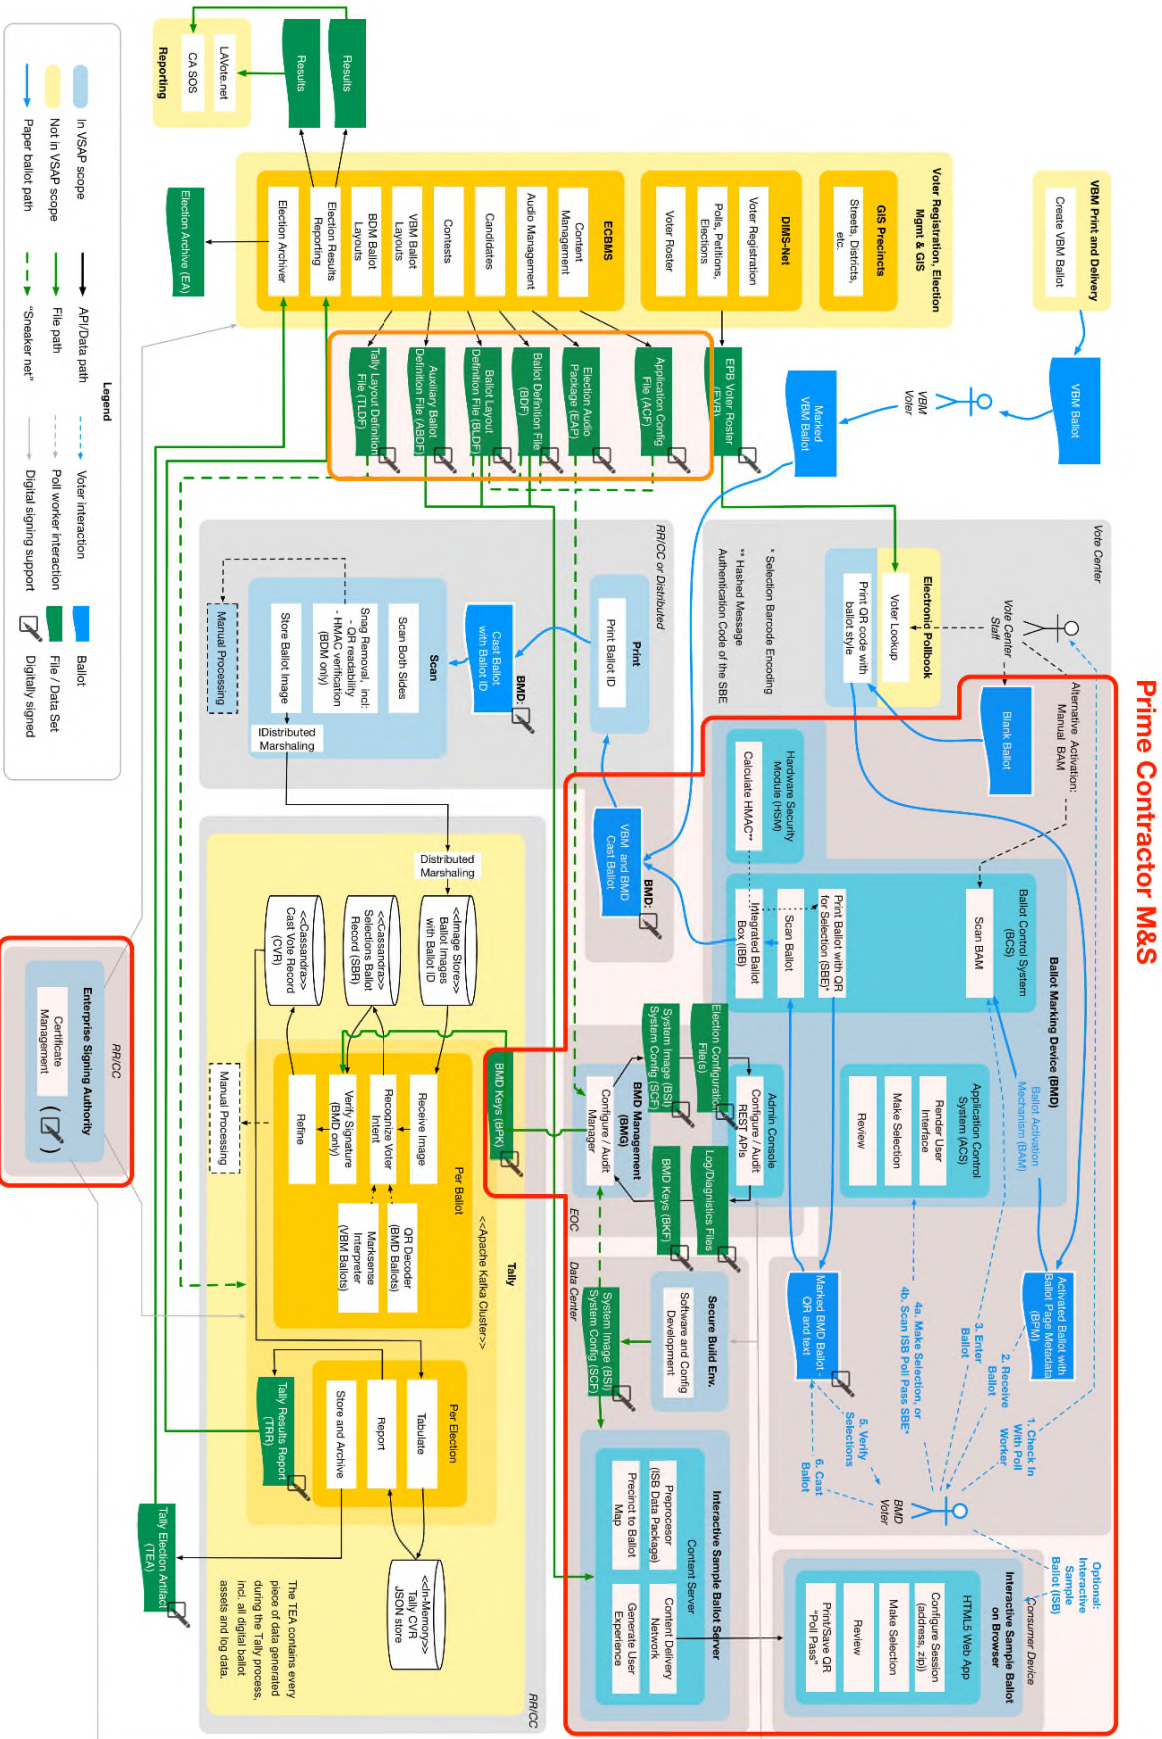 Prime Contractor M&S
VBM Print and Delivery
Create VBM Ballot
VBM Ballot
VBM
Voter
Marked
VBM Ballot
Voter Registration, Election
Mgmt & GIS
GIS Precincts
Streets, Districts,
etc.
DIMS-Net
Voter Registration
Polls, Petitions,
Elections
Voter Roster
ECBMS
Content
Management
Audio Management
Candidates
Contests
VBM Ballot
Layouts
BDM Ballot
Layouts
Election Results
Reporting
Election Archiver
Results
Results
LAVote.net
CA SOS
Reporting
Election Archive (EA)
EPB Voter Roster
(EVR)
Application Config
File (ACF)
Election Audio
Package (EAP)
Ballot Definition File
(BDF)
Ballot Layout
Definition File (BLDF)
Auxiliary Ballot
Definition File (ABDF)
Tally Layout Definition
File (TLDF)
Vote Center
Electronic Pollbook
Voter Lookup
Print QR code with
ballot style
Vote Center
Staff
Alternative Activation:
Manual BAM
Blank Ballot
* Selection Barcode Encoding
** Hashed Message
Authentication Code of the SBE
Ballot Marking Device (BMD)
Ballot Control System
(BCS)
Scan BAM
Print Ballot with QR
for Selection (SBE)*
Scan Ballot
Integrated Ballot
Box (IBB)
Hardware Security
Module (HSM)
Calculate HMAC**
Ballot Activation
Mechanism (BAM)
Application Control
System (ACS)
Render User
Interface
Make Selection
Review
Admin Console
Configure / Audit
REST APIs
Activated Ballot with
Ballot Page Metadata
(BPM)
Marked BMD Ballot -
QR and text
1. Check In
With Poll
Worker
2. Receive
Ballot
3. Enter
Ballot
4a. Make Selection, or
4b. Scan ISB Poll Pass SBE*
5. Verify
Selections
6. Cast
Ballot
BMD
Voter
Optional:
Interactive
Sample
Ballot (ISB)
Consumer Device
Interactive Sample Ballot
on Browser
HTML5 Web App
Configure Session
(address, zip))
Make Selection
Review
Print/Save QR
"Poll Pass"
RR/CC or Distributed
Print
Print Ballot ID
BMD:
VBM and BMD
Cast Ballot
BMD:
Cast Ballot
with Ballot ID
Scan
Scan Both Sides
Snag Removal, incl:
- QR readability
- HMAC verification
(BDM only)
Store Ballot Image
Manual Processing
IDistributed
Marshaling
EOC
Election Configuration
File(s)
System Image (BSI)
System Config (SCF)
Log/Diagnostics Files
BMD Keys (BKF)
BMD Management
(BMG)
Configure / Audit
Manager
BMD Keys (BPK)
Data Center
Secure Build Env.
Software and Config
Development
System Image (BSI)
System Config (SCF)
Interactive Sample Ballot Server
Content Server
Preprocesor
(ISB Data Package)
Precinct to Ballot
Map
Content Delivery
Network
Generate User
Experience
RR/CC
Tally
<<Apache Kafka Cluster>>
Distributed
Marshaling
<<Image Store>>
Ballot Images
with Ballot ID
<<Cassandra>>
Selections Ballot
Record (SBR)
<<Cassandra>>
Cast Vote Record
(CVR)
Per Ballot
Receive Image
Recognize Voter
Intent
Verify Signature
(BMD only)
Refine
QR Decoder
(BMD Ballots)
Marksense
Interpreter
(VBM Ballots)
Manual Processing
Per Election
Tabulate
Report
Store and Archive
<<In-Memory>>
Tally CVR
JSON store
Tally Results Report
(TRR)
Tally Election Artifact
(TEA)
The TEA contains every
piece of data generated
during the Tally process,
incl. all digital ballot
assets and log data.
RR/CC
Enterprise Signing Authority
Certificate
Management
( )
Legend
In VSAP scope
Not in VSAP scope
Paper ballot path
API/Data path
File path
"Sneaker net"
Voter interaction
Poll worker interaction
Digital signing support
Ballot
File / Data Set
Digitally signed